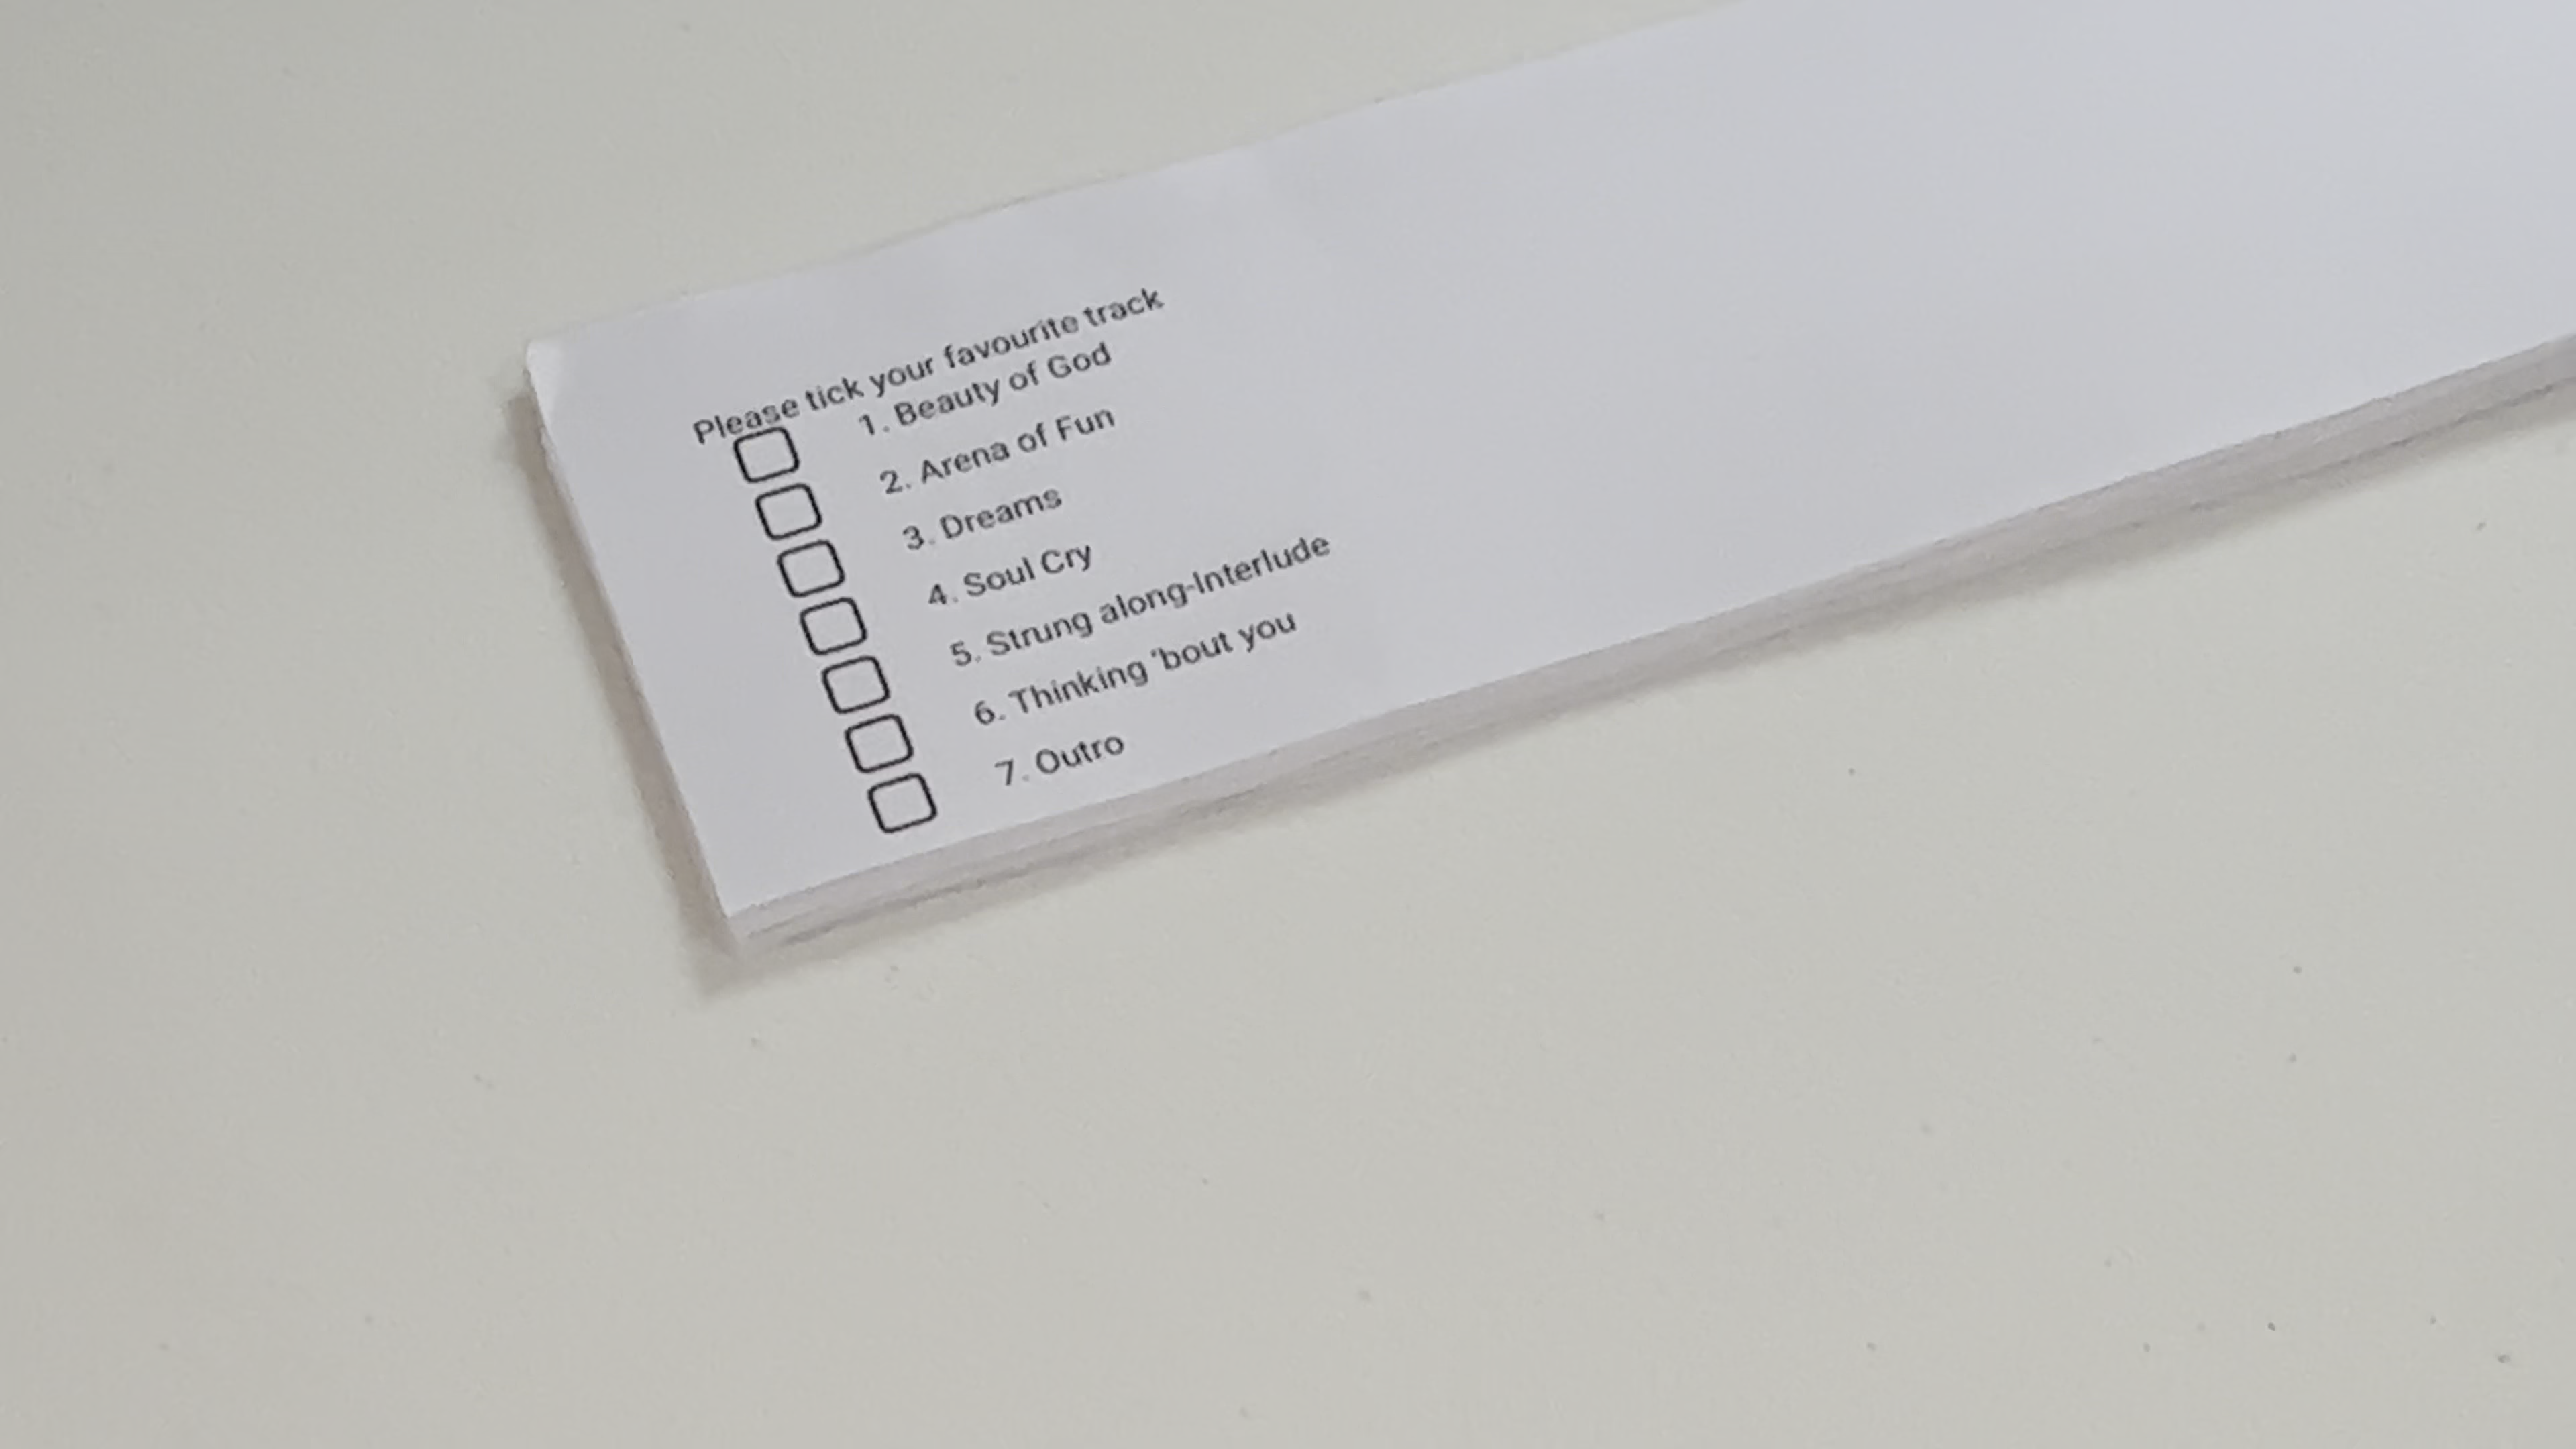 Please tick your favourite track
1. Beauty of God
2. Arena of Fun
3. Dreams
4. Soul Cry
5. Strung along-Interlude
6. Thinking 'bout you
7. Outro